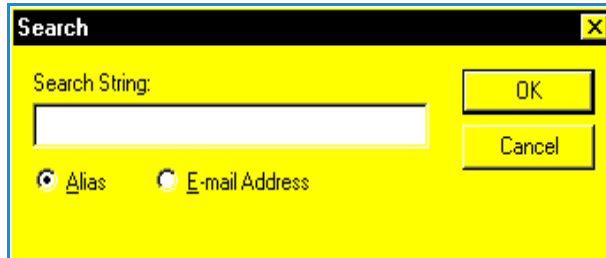 Search
Search String:
OK
Cancel
Alias
E-mail Address